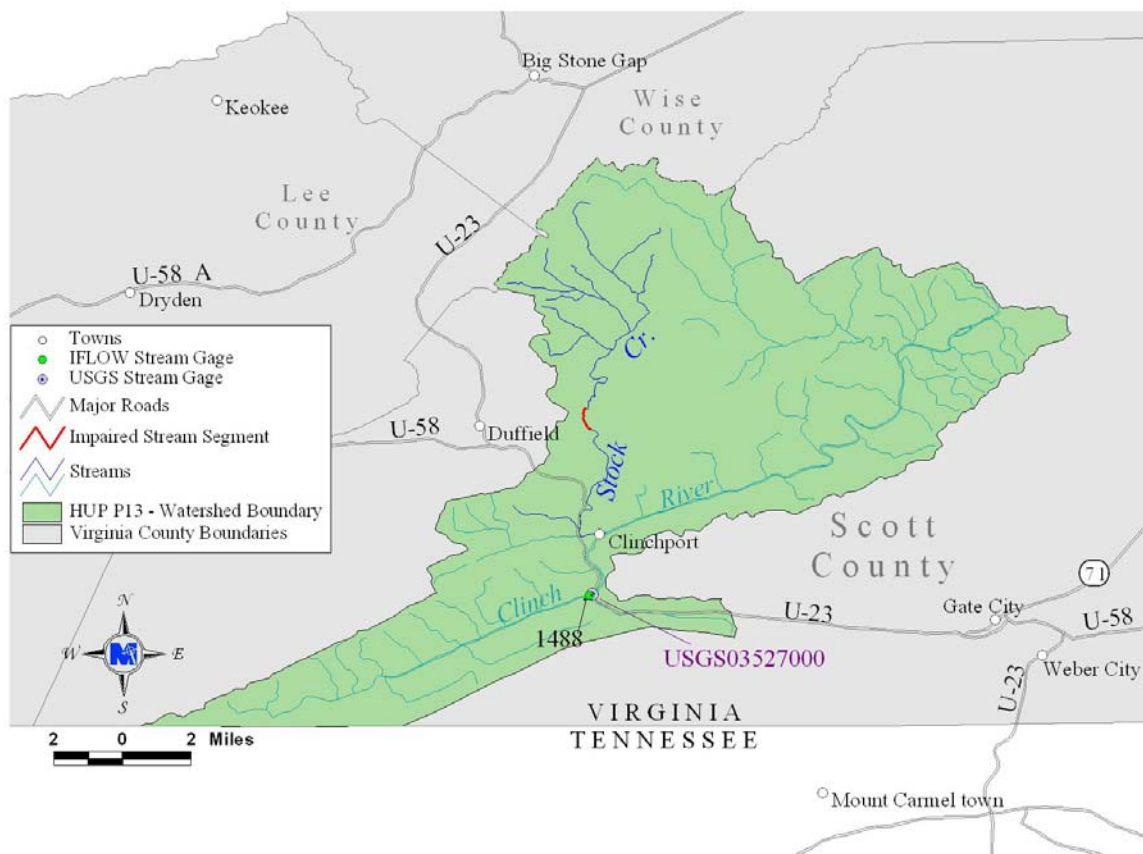 Big Stone Gap
Keokee
Wise
County
Lee
County
U-23
U-58 A
Dryden
Towns
IFLOW Stream Gage
USGS Stream Gage
Major Roads
Impaired Stream Segment
Streams
HUP P13 - Watershed Boundary
Virginia County Boundaries
Cr.
U-58
Duffield
Stock
River
Clinchport
Scott
County
71
Clinch
1488
U-23
Gate City
U-58
USGS03527000
Weber City
U-23
N
W
E
S
M
VIRGINIA
TENNESSEE
2 0 2 Miles
Mount Carmel town